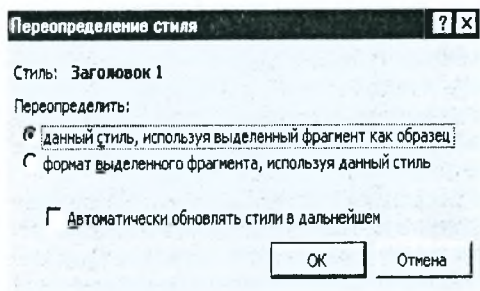 Переопределение стиля
Стиль: Заголовок 1
Переопределить:
данный стиль, используя выделенный фрагмент как образец
формат выделенного фрагмента, используя данный стиль
Автоматически обновлять стили в дальнейшем
ОК Отмена